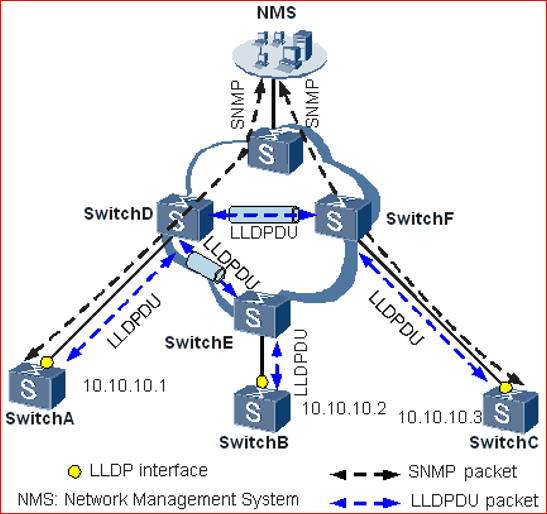 NMS
SNMP
SNMP
S
SwitchD
S
LLDPDU
S
SwitchF
LLDPDU
LLDPDU
LLDPDU
S
SwitchE
LLDPDU
S
10.10.10.1
SwitchA
S
10.10.10.2
SwitchB
10.10.10.3
S
SwitchC
LLDP interface
SNMP packet
NMS: Network Management System
LLDPDU packet